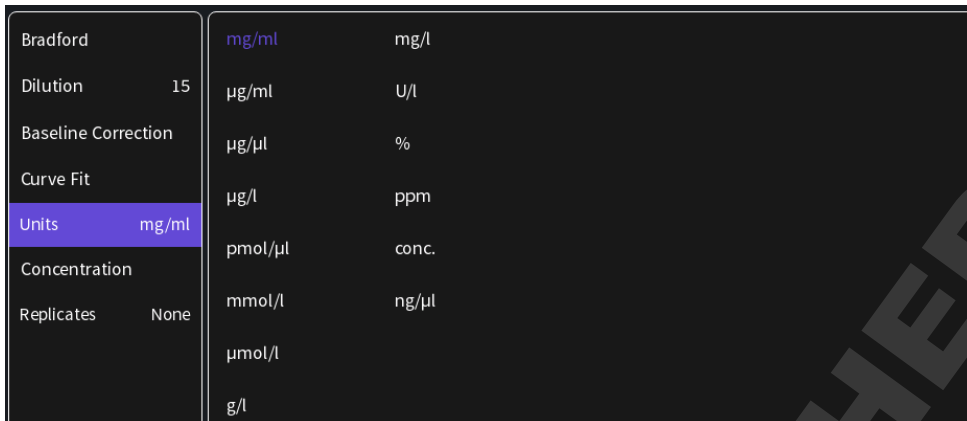 Bradford
Dilution 15
Baseline Correction
Curve Fit
Units mg/ml
Concentration
Replicates None
mg/ml mg/l
µg/ml U/l
µg/µl %
µg/l ppm
pmol/µl conc.
mmol/l ng/µl
µmol/l
g/l